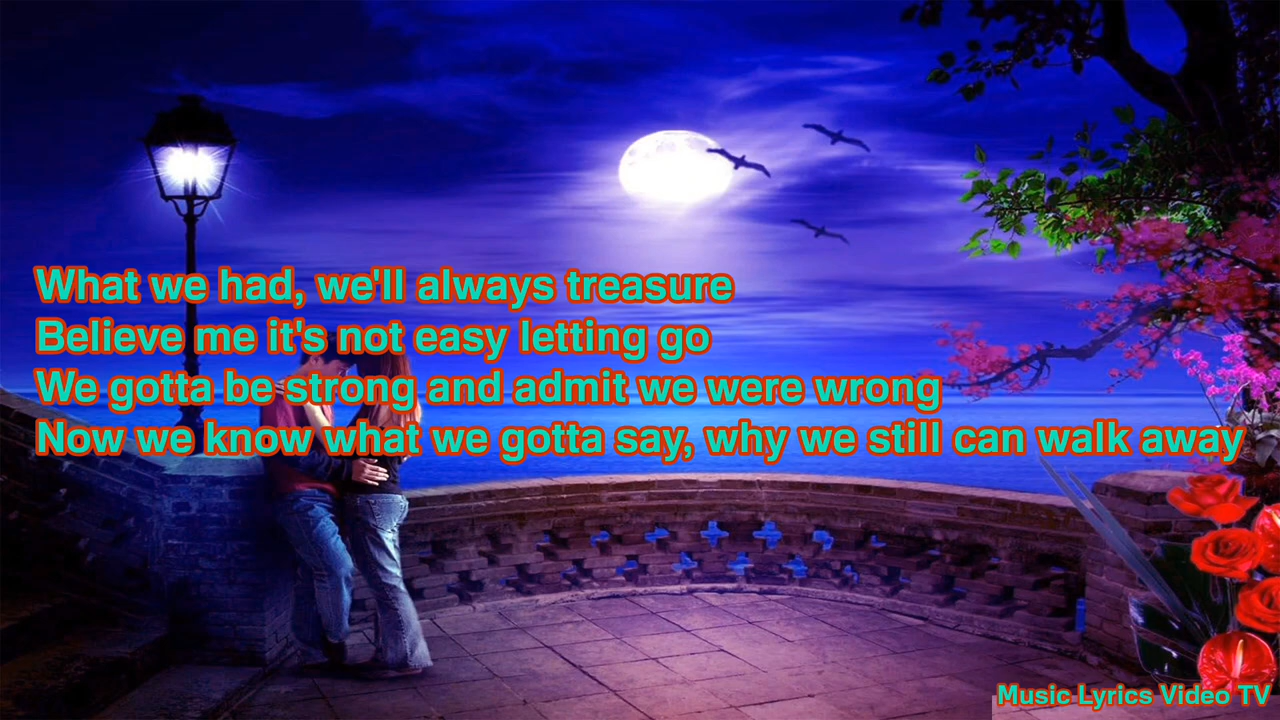 What we had, we'll always treasure
Believe me it's not easy letting go
We gotta be strong and admit we were wrong
Now we know what we gotta say, why we still can walk away
Music Lyrics Video TV